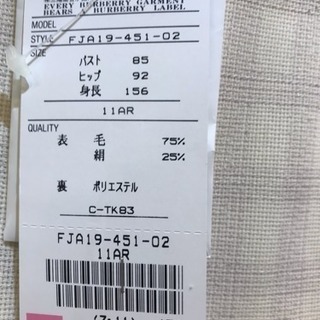 EVERY BURBERRY GARMENT
BEARS A BURBERRY LABEL
MODEL
STYLE FJA19-451-02
SIZE
バスト 85
ヒップ 92
身長 156
11AR
QUALITY
表 毛 75%
絹 25%
裏 ポリエステル
C-TK83
FJA19-451-02
11AR